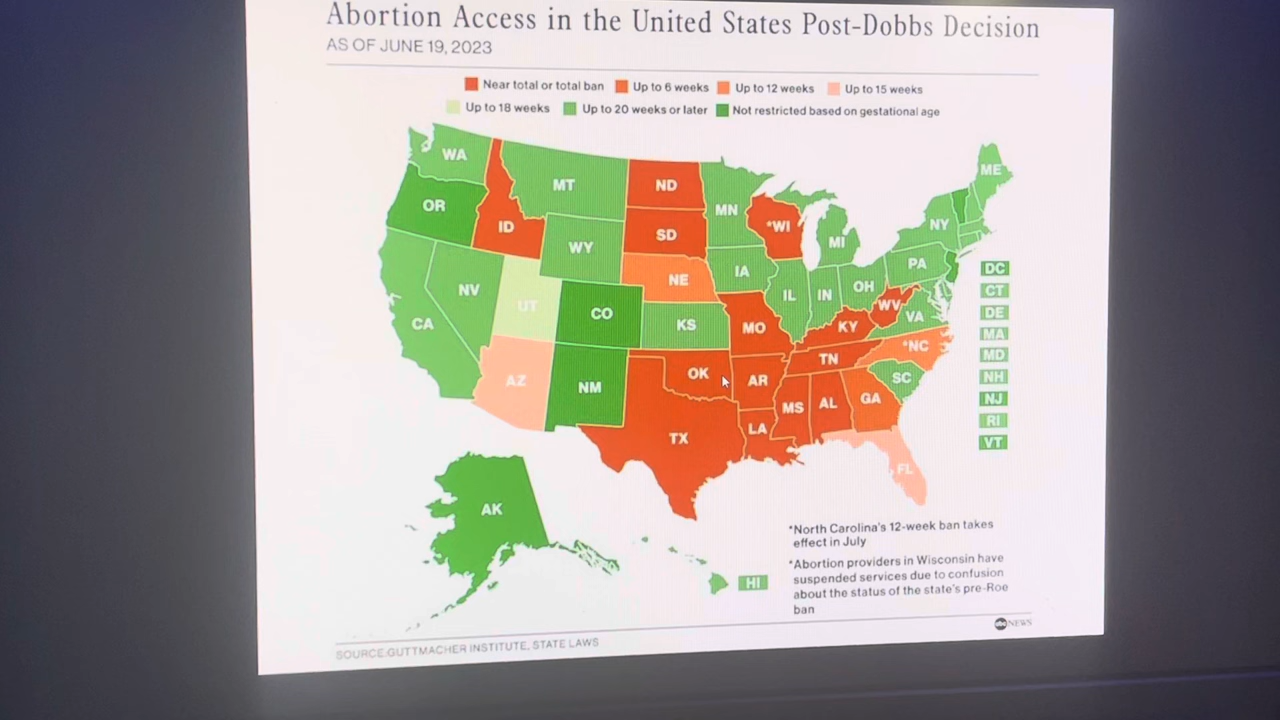 Abortion Access in the United States Post-Dobbs Decision
AS OF JUNE 19, 2023
Near total or total ban Up to 6 weeks Up to 12 weeks Up to 15 weeks
Up to 18 weeks Up to 20 weeks or later Not restricted based on gestational age
WA
MT
ND
MN
ME
OR
ID
SD
*WI
MI
NY
WY
NE
IA
PA
NV
UT
CO
KS
IL
IN
OH
WV
VA
CA
MO
KY
AZ
NM
OK
AR
TN
*NC
SC
MS
AL
GA
TX
LA
FL
AK
HI
DC
CT
DE
MA
MD
NH
NJ
RI
VT
*North Carolina's 12-week ban takes
effect in July
*Abortion providers in Wisconsin have
suspended services due to confusion
about the status of the state's pre-Roe
ban
abc NEWS
SOURCE:GUTTMACHER INSTITUTE, STATE LAWS